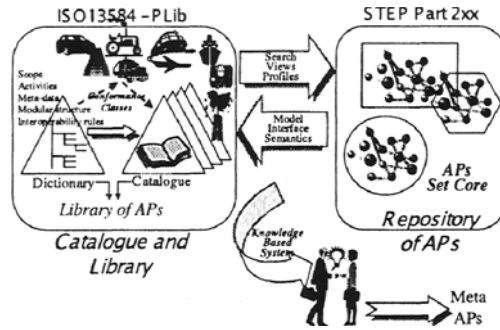 ISO13584 -PLib
STEP Part 2xx
Scope
Activities
Meta-data
Modular structure
Interoperability rules
Conformance
Classes
Dictionary
Catalogue
Library of APs
Catalogue and
Library
Search
Views
Profiles
Model
Interface
Semantics
APs
Set Core
Repository
of APs
Knowledge
Based
System
Meta
APs